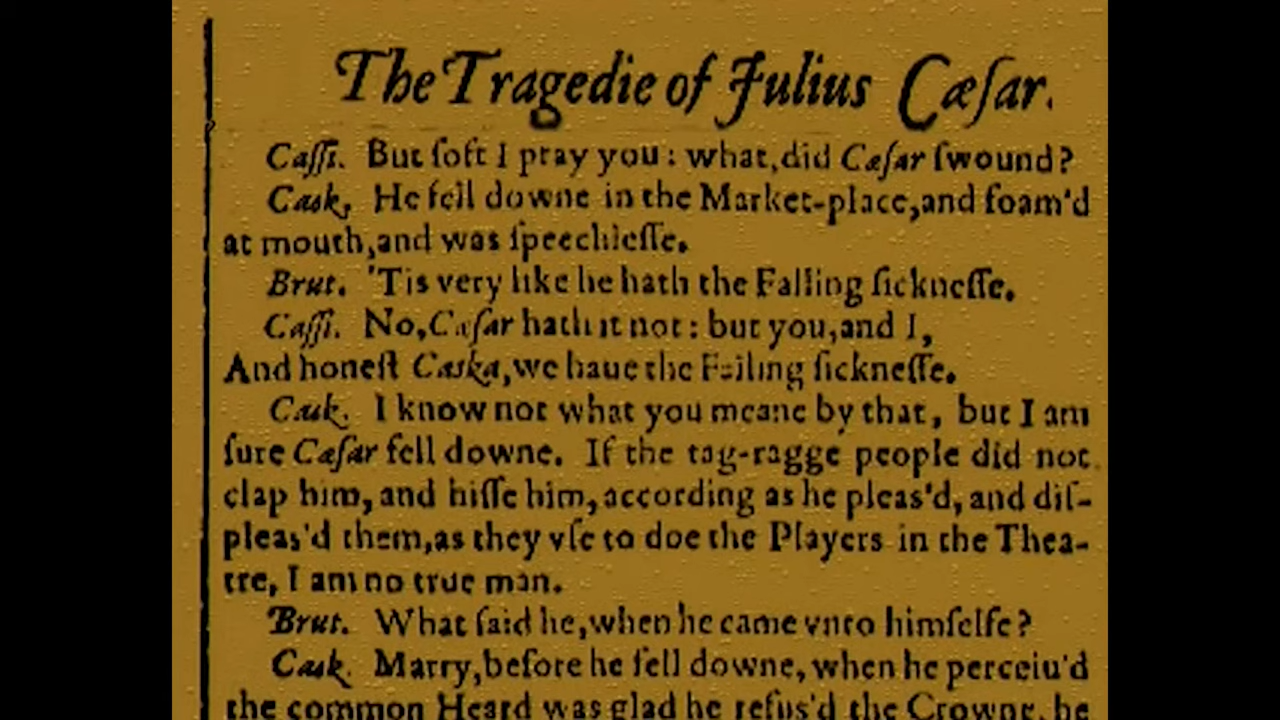 The Tragedie of Julius Cæſar.
Caſſi. But ſoft I pray you: what, did Cæſar ſwound?
Cask. He fell downe in the Market-place, and foam'd
at mouth, and was ſpeechleſſe.
Brut. 'Tis very like he hath the Falling ſickneſſe.
Caſſi. No, Cæſar hath it not: but you, and I,
And honeſt Caska, we haue the Falling ſickneſſe.
Cask. I know not what you meane by that, but I am
ſure Cæſar fell downe. If the tag-ragge people did not
clap him, and hiſſe him, according as he pleas'd, and diſ-
pleas'd them, as they vſe to doe the Players in the Thea-
tre, I am no true man.
Brut. What ſaid he, when he came vnto himſelfe?
Cask. Marry, before he fell downe, when he perceiu'd
the common Heard was glad he refus'd the Crowne, he